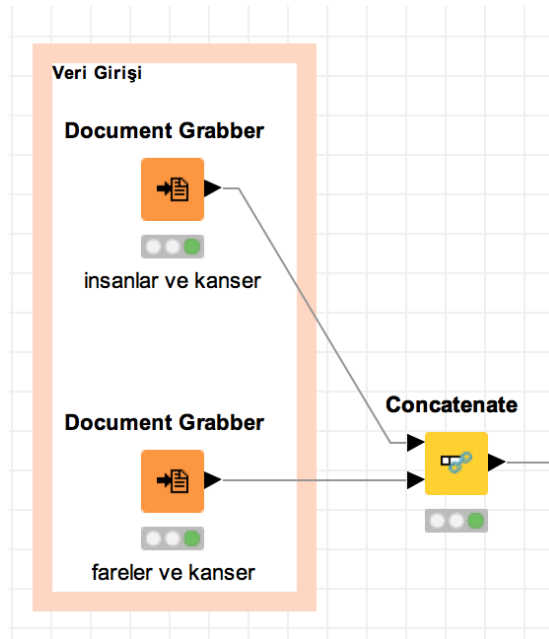 Veri Girişi
Document Grabber
insanlar ve kanser
Concatenate
Document Grabber
fareler ve kanser